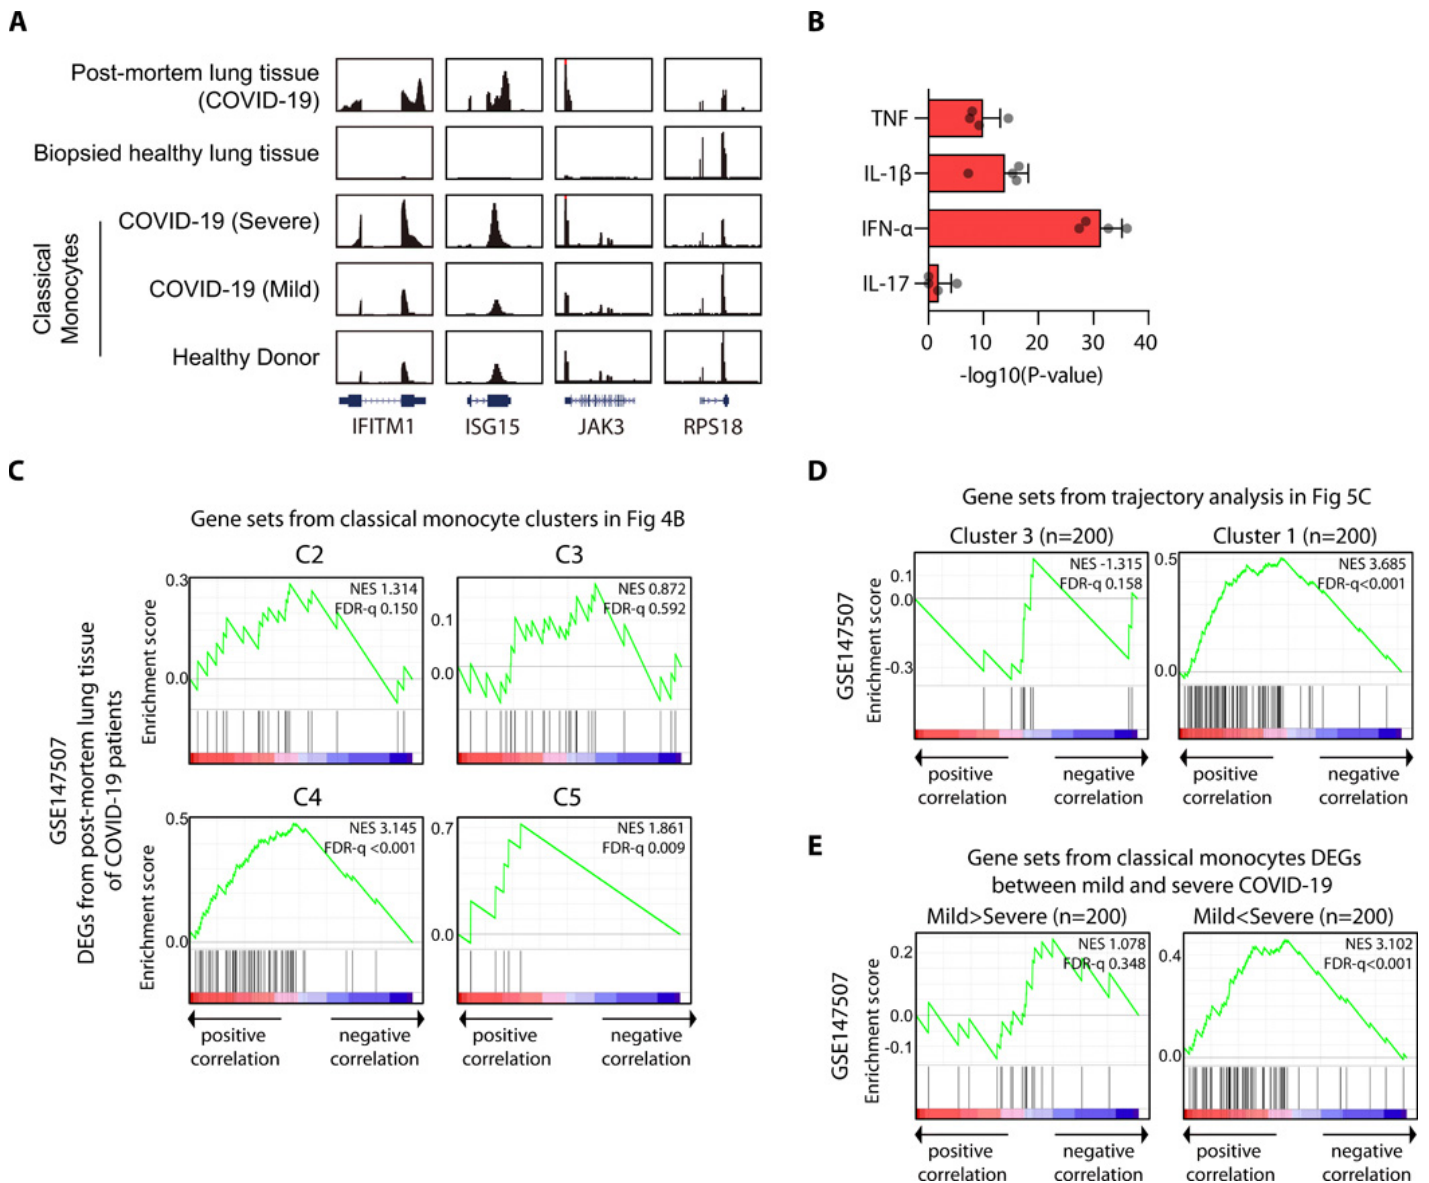 A
Post-mortem lung tissue
(COVID-19)
Biopsied healthy lung tissue
Classical
Monocytes
COVID-19 (Severe)
COVID-19 (Mild)
Healthy Donor
IFITM1 ISG15 JAK3 RPS18
B
TNF
IL-1β
IFN-α
IL-17
0 10 20 30 40
-log10(P-value)
C
Gene sets from classical monocyte clusters in Fig 4B
GSE147507
DEGs from post-mortem lung tissue
of COVID-19 patients
C2
NES 1.314
FDR-q 0.150
0.3
0.0
Enrichment score
C3
NES 0.872
FDR-q 0.592
0.1
0.0
C4
NES 3.145
FDR-q <0.001
0.5
0.0
Enrichment score
positive
correlation
negative
correlation
C5
NES 1.861
FDR-q 0.009
0.7
0.0
positive
correlation
negative
correlation
D
Gene sets from trajectory analysis in Fig 5C
GSE147507
Enrichment score
Cluster 3 (n=200)
NES -1.315
FDR-q 0.158
0.1
0.0
-0.3
positive
correlation
negative
correlation
Cluster 1 (n=200)
NES 3.685
FDR-q<0.001
0.5
0.0
positive
correlation
negative
correlation
E
Gene sets from classical monocytes DEGs
between mild and severe COVID-19
GSE147507
Enrichment score
Mild>Severe (n=200)
NES 1.078
FDR-q 0.348
0.2
0.0
-0.1
positive
correlation
negative
correlation
Mild<Severe (n=200)
NES 3.102
FDR-q<0.001
0.4
0.0
positive
correlation
negative
correlation